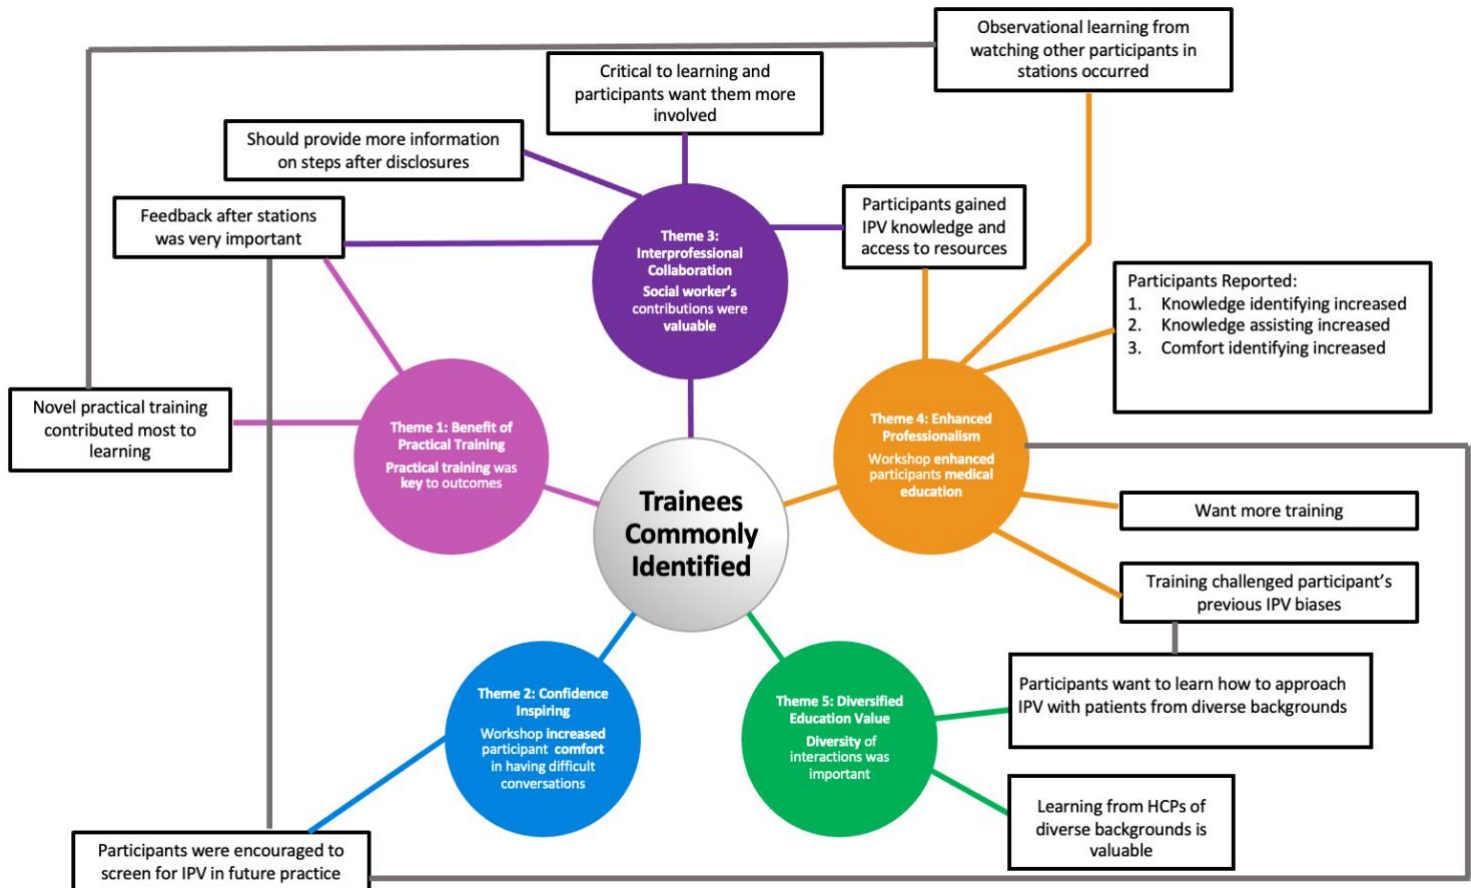 Observational learning from
watching other participants in
stations occurred
Critical to learning and
participants want them more
involved
Should provide more information
on steps after disclosures
Feedback after stations
was very important
Participants gained
IPV knowledge and
access to resources
Theme 3:
Interprofessional
Collaboration
Social worker's
contributions were
valuable
Participants Reported:
1. Knowledge identifying increased
2. Knowledge assisting increased
3. Comfort identifying increased
Novel practical training
contributed most to
learning
Theme 1: Benefit of
Practical Training
Practical training was
key to outcomes
Theme 4: Enhanced
Professionalism
Workshop enhanced
participants medical
education
Trainees
Commonly
Identified
Want more training
Training challenged participant's
previous IPV biases
Theme 2: Confidence
Inspiring
Workshop increased
participant comfort
in having difficult
conversations
Theme 5: Diversified
Education Value
Diversity of
interactions was
important
Participants want to learn how to approach
IPV with patients from diverse backgrounds
Learning from HCPs of
diverse backgrounds is
valuable
Participants were encouraged to
screen for IPV in future practice